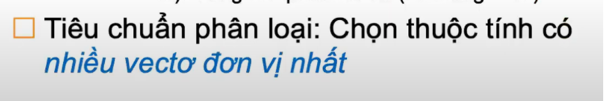 Tiêu chuẩn phân loại: Chọn thuộc tính có
nhiều vectơ đơn vị nhất